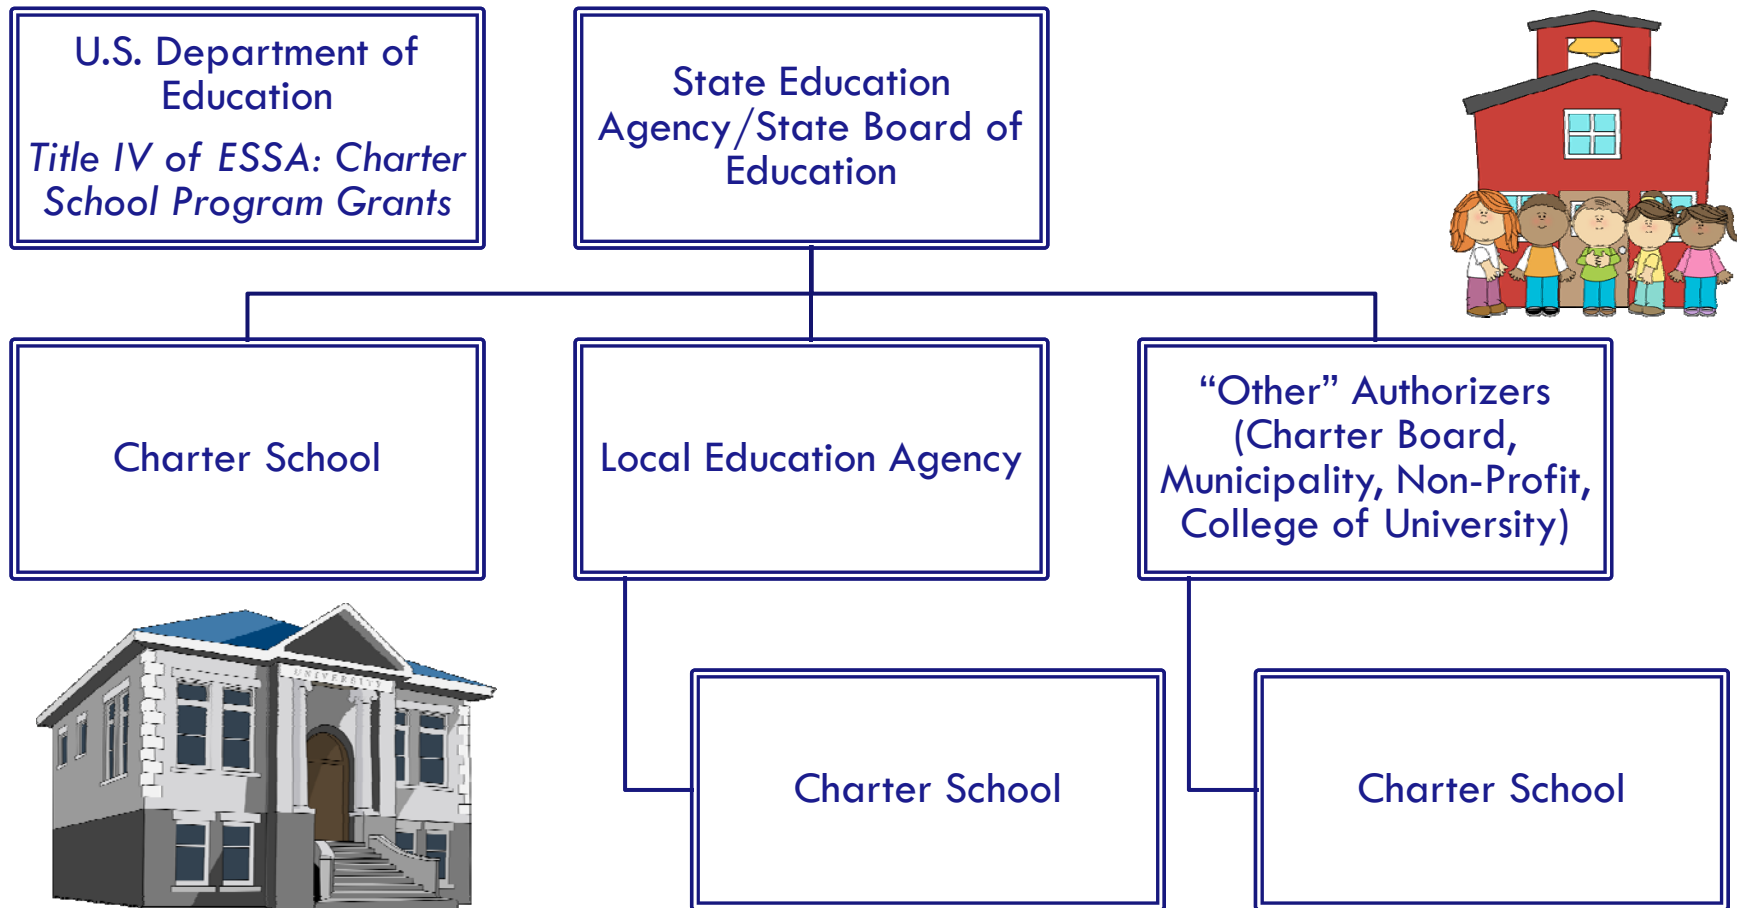 U.S. Department of
Education
Title IV of ESSA: Charter
School Program Grants
State Education
Agency/State Board of
Education
Charter School
Local Education Agency
“Other” Authorizers
(Charter Board,
Municipality, Non-Profit,
College of University)
UNIVERSITY
Charter School
Charter School